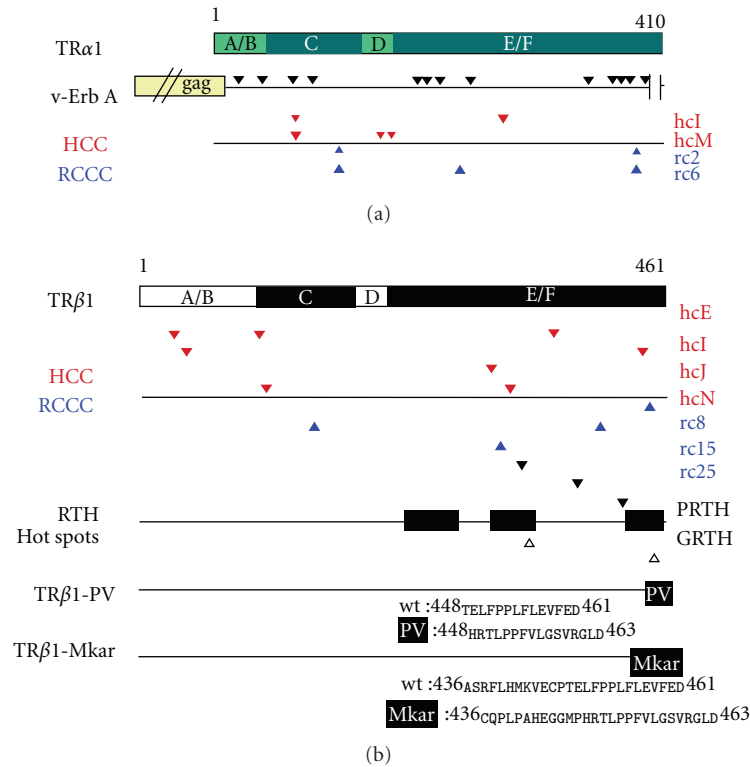 1 410
TRα1 A/B C D E/F
v-Erb A gag
hcI
HCC hcM
rc2
RCCC rc6
(a)
1 461
TRβ1 A/B C D E/F
hcE
hcI
HCC hcJ
RCCC hcN
rc8
rc15
rc25
RTH PRTH
Hot spots GRTH
TRβ1-PV PV
wt :448TELFPPLFLEVFED461
PV :448HRTLPPFVLGSVRGLD463
TRβ1-Mkar Mkar
wt :436ASRFLHMKVECPTELFPPLFLEVFED461
Mkar :436CQPLPAHEGGMPHRTLPPFVLGSVRGLD463
(b)